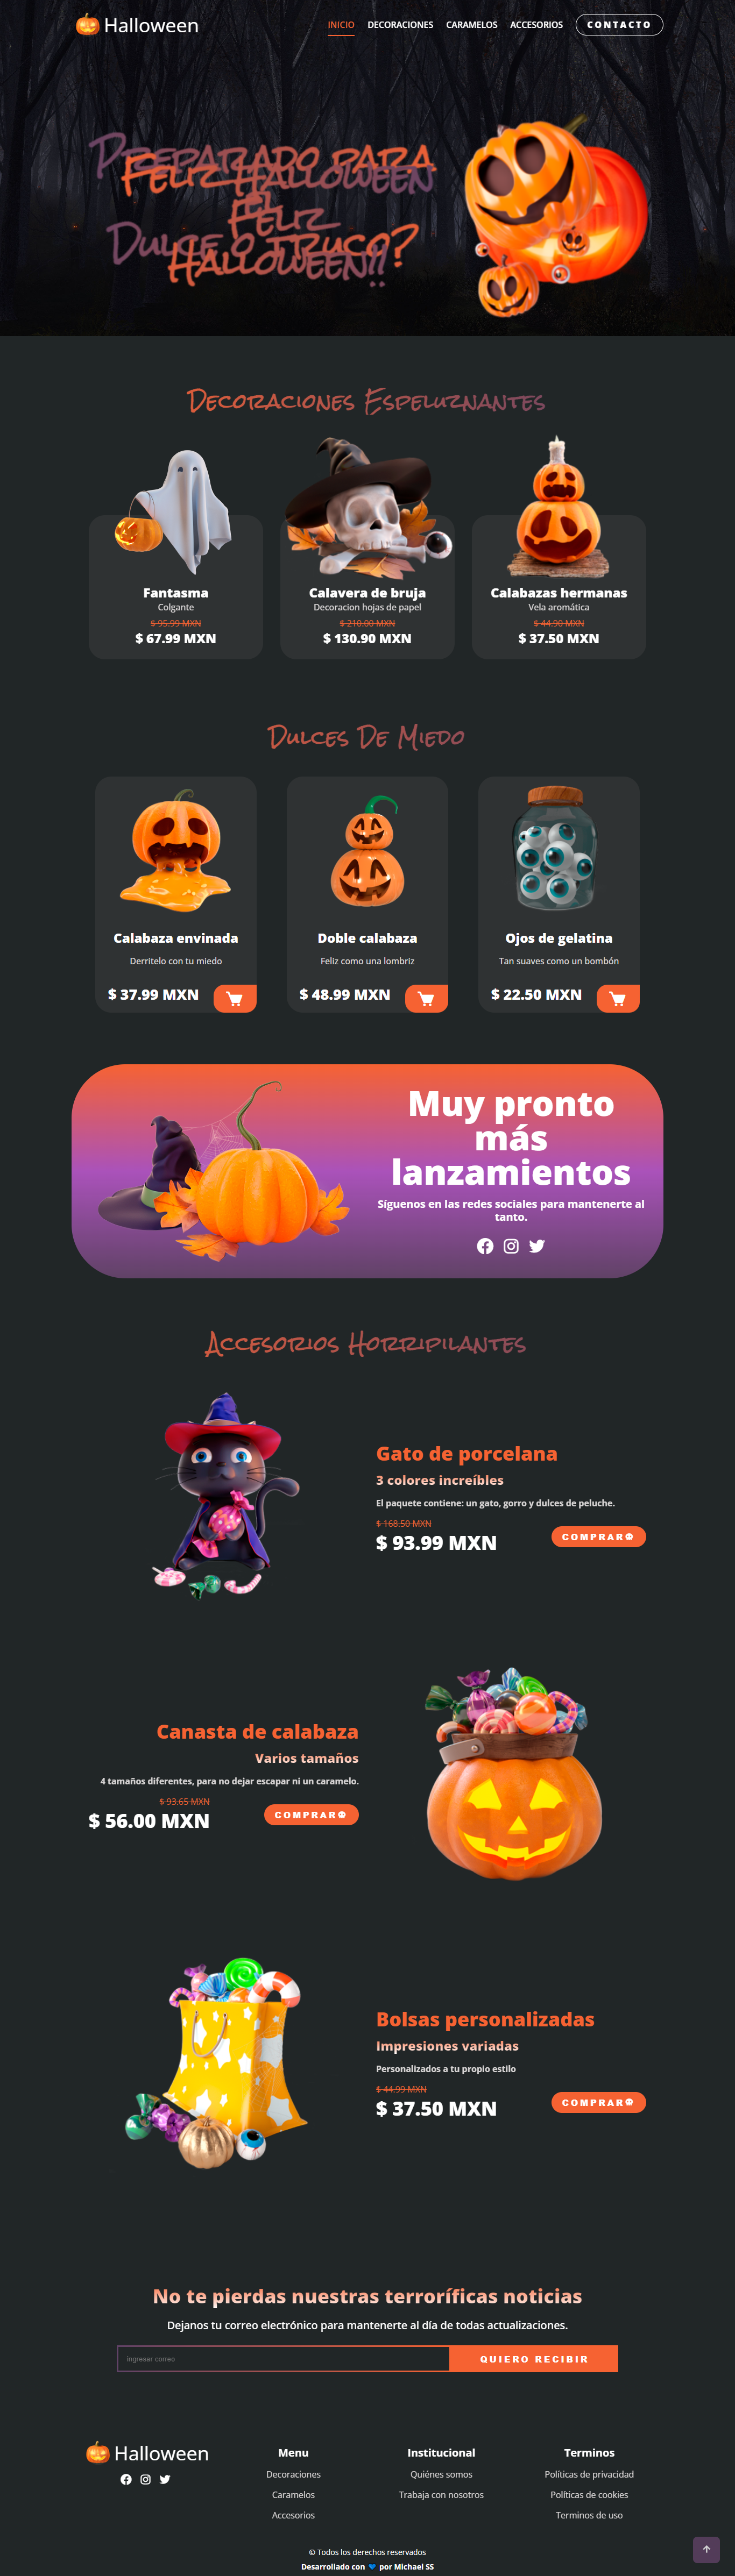 Halloween
INICIO DECORACIONES CARAMELOS ACCESORIOS CONTACTO
Preparado para
Feliz Halloween
Feliz
Dulce o truco?
Halloween!!
Decoraciones Espeluznantes
Fantasma
Colgante
$ 95.99 MXN
$ 67.99 MXN
Calavera de bruja
Decoracion hojas de papel
$ 210.00 MXN
$ 130.90 MXN
Calabazas hermanas
Vela aromática
$ 44.90 MXN
$ 37.50 MXN
Dulces De Miedo
Calabaza envinada
Derritelo con tu miedo
$ 37.99 MXN
Doble calabaza
Feliz como una lombriz
$ 48.99 MXN
Ojos de gelatina
Tan suaves como un bombón
$ 22.50 MXN
Muy pronto
más
lanzamientos
Síguenos en las redes sociales para mantenerte al
tanto.
Accesorios Horripilantes
Gato de porcelana
3 colores increíbles
El paquete contiene: un gato, gorro y dulces de peluche.
$ 168.50 MXN
$ 93.99 MXN
COMPRAR
Canasta de calabaza
Varios tamaños
4 tamaños diferentes, para no dejar escapar ni un caramelo.
$ 93.65 MXN
$ 56.00 MXN
COMPRAR
Bolsas personalizadas
Impresiones variadas
Personalizados a tu propio estilo
$ 44.99 MXN
$ 37.50 MXN
COMPRAR
No te pierdas nuestras terroríficas noticias
Dejanos tu correo electrónico para mantenerte al día de todas actualizaciones.
Ingresar correo
QUIERO RECIBIR
Halloween
Menu
Decoraciones
Caramelos
Accesorios
Institucional
Quiénes somos
Trabaja con nosotros
Terminos
Políticas de privacidad
Políticas de cookies
Terminos de uso
© Todos los derechos reservados
Desarrollado con 💙 por Michael SS